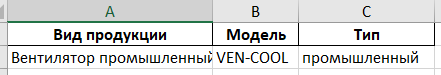 A B C
Вид продукции Модель Тип
Вентилятор промышленный VEN-COOL промышленный